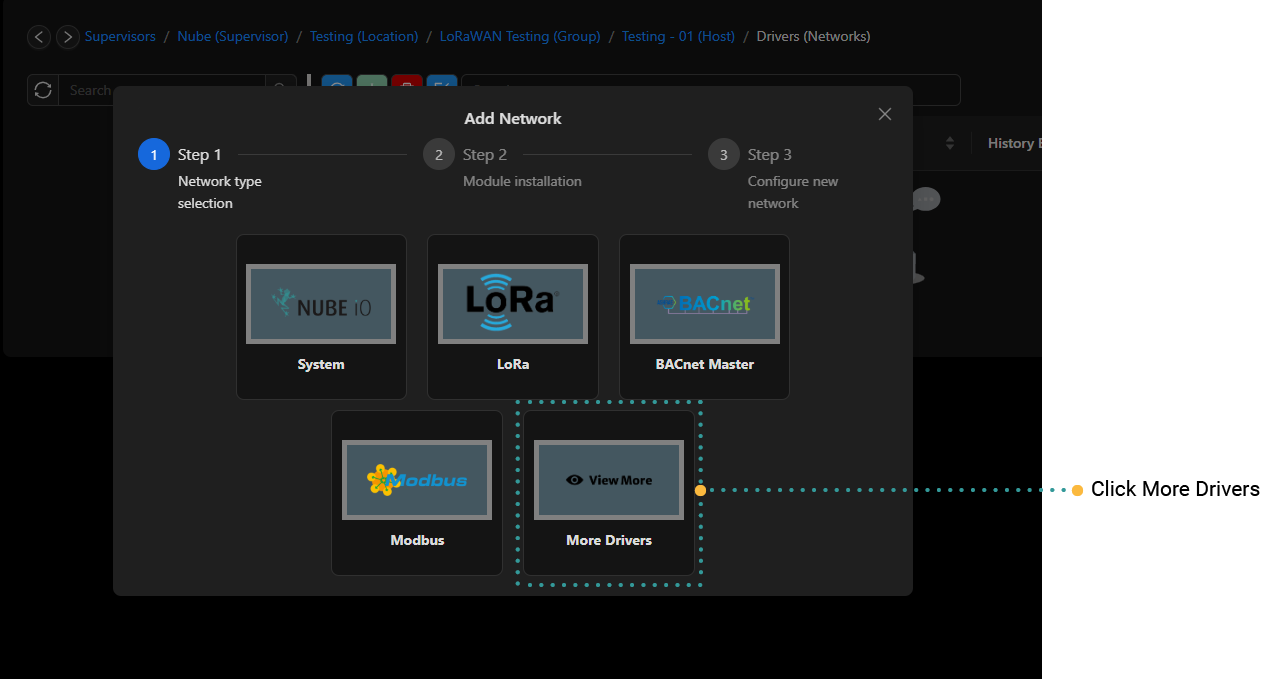 Supervisors / Nube (Supervisor) / Testing (Location) / LoRaWAN Testing (Group) / Testing - 01 (Host) / Drivers (Networks)
Search
Add Network
History
1 Step 1
2 Step 2
3 Step 3
Network type
selection
Module installation
Configure new
network
NUBE iO
LoRa
BACnet
System
LoRa
BACnet Master
Modbus
View More
Click More Drivers
Modbus
More Drivers